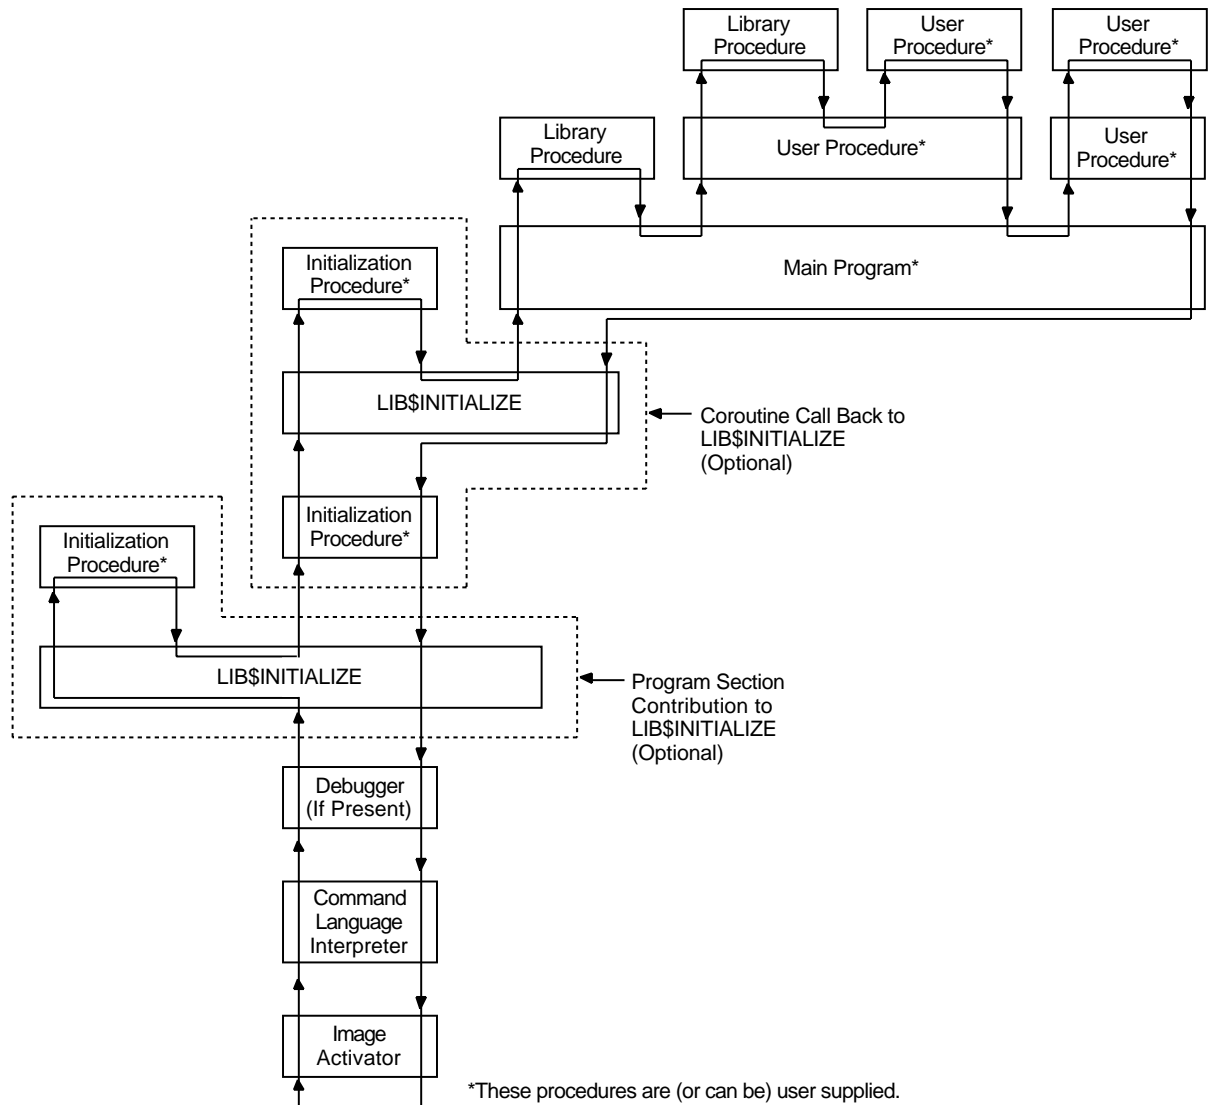 Library
Procedure
User
Procedure*
User
Procedure*
Library
Procedure
User Procedure*
User
Procedure*
Main Program*
Initialization
Procedure*
LIB$INITIALIZE
Coroutine Call Back to
LIB$INITIALIZE
(Optional)
Initialization
Procedure*
Initialization
Procedure*
LIB$INITIALIZE
Program Section
Contribution to
LIB$INITIALIZE
(Optional)
Debugger
(If Present)
Command
Language
Interpreter
Image
Activator
*These procedures are (or can be) user supplied.